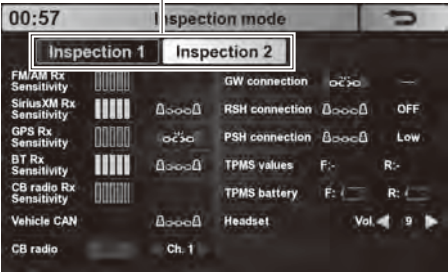 00:57 Inspection mode
Inspection 1 Inspection 2
FM/AM Rx Sensitivity
SiriusXM Rx Sensitivity
GPS Rx Sensitivity
BT Rx Sensitivity
CB radio Rx Sensitivity
Vehicle CAN
CB radio Ch. 1
GW connection —
RSH connection OFF
PSH connection Low
TPMS values F:- R:-
TPMS battery F: R:
Headset Vol. 9